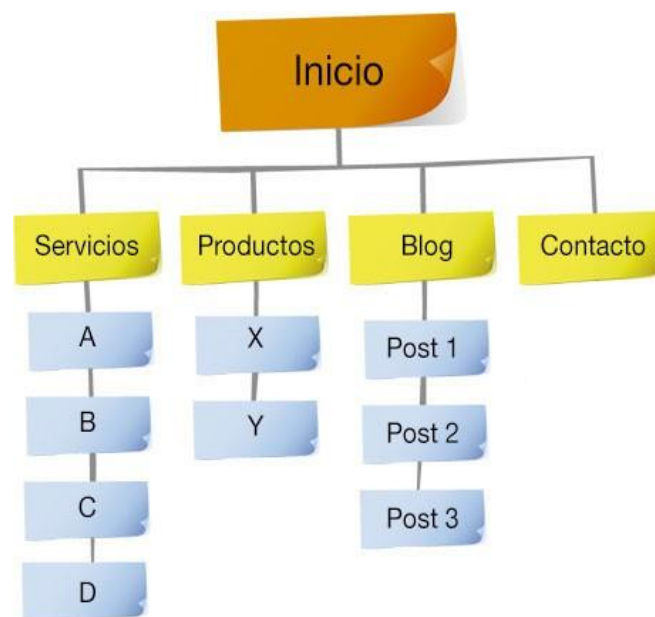 Inicio
Servicios
Productos
Blog
Contacto
A
X
Post 1
B
Y
Post 2
C
Post 3
D